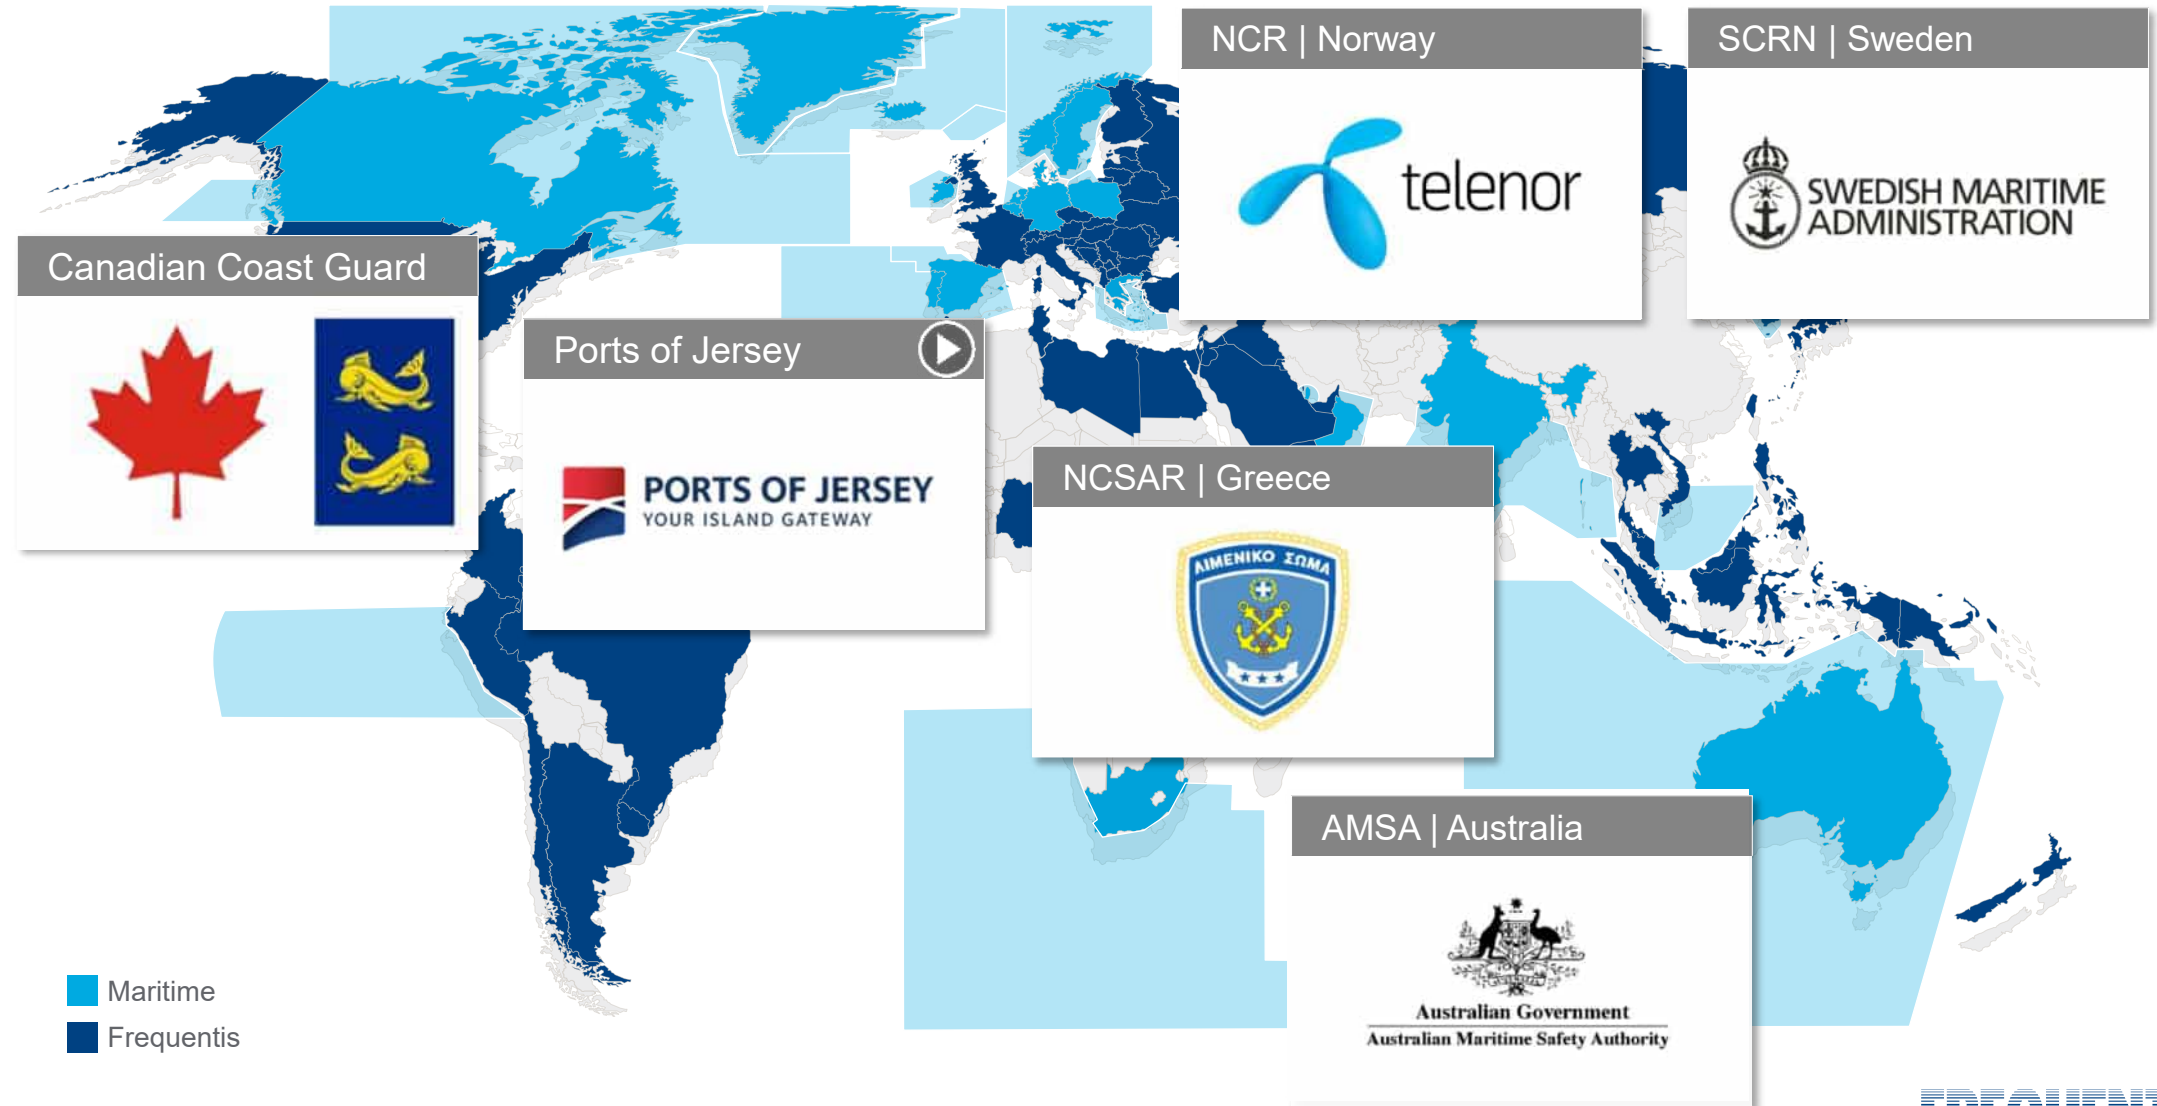 NCR | Norway
telenor
SCRN | Sweden
SWEDISH MARITIME
ADMINISTRATION
Canadian Coast Guard
Ports of Jersey
PORTS OF JERSEY
YOUR ISLAND GATEWAY
NCSAR | Greece
ΛΙΜΕΝΙΚΟ ΣΩΜΑ
AMSA | Australia
Australian Government
Australian Maritime Safety Authority
Maritime
Frequentis